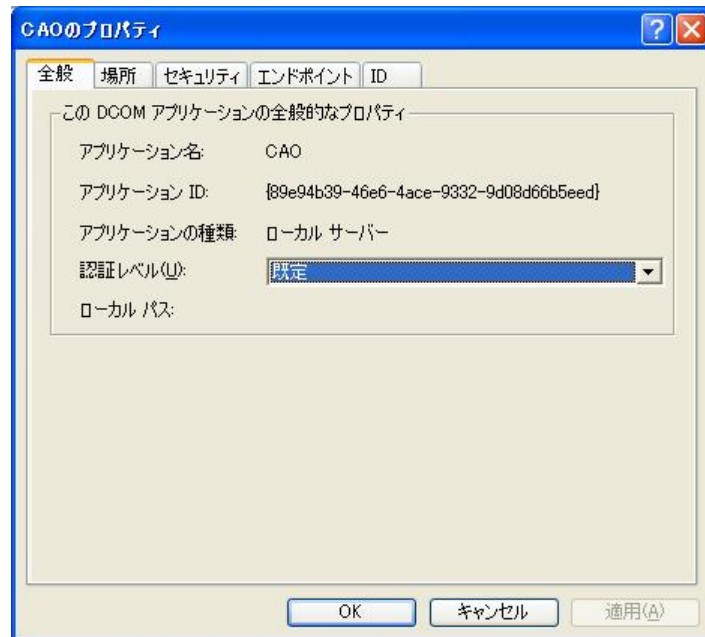 CAOのプロパティ
全般 場所 セキュリティ エンドポイント ID
この DCOM アプリケーションの全般的なプロパティ
アプリケーション名: CAO
アプリケーション ID: {89e94b39-46e6-4ace-9332-9d08d66b5eed}
アプリケーションの種類: ローカル サーバー
認証レベル(U): 既定
ローカル パス:
OK キャンセル 適用(A)